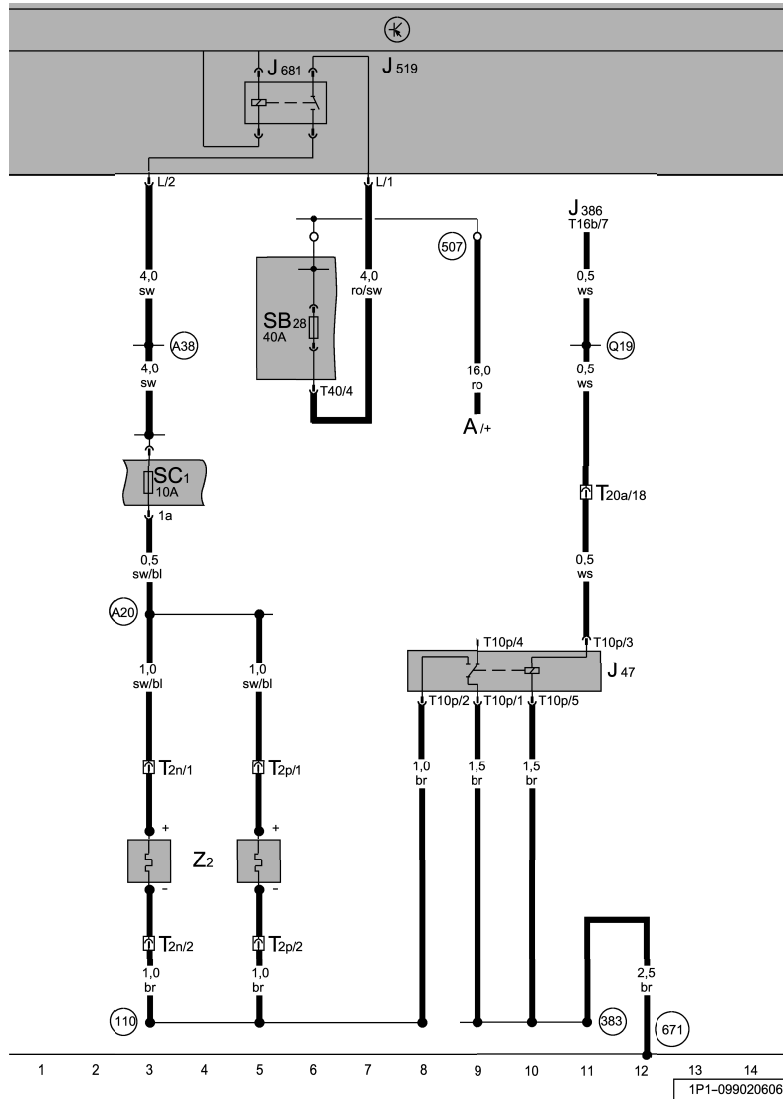 J 681
J 519
L/2
L/1
J 386
T16b/7
507
4,0
sw
4,0
ro/sw
0,5
ws
SB 28
40A
A38
Q19
4,0
sw
16,0
ro
0,5
ws
T40/4
A /+
SC 1
10A
T20a/18
1a
0,5
sw/bl
0,5
ws
A20
T10p/4
T10p/3
1,0
sw/bl
1,0
sw/bl
J 47
T10p/2
T10p/1
T10p/5
T2n/1
T2p/1
1,0
br
1,5
br
1,5
br
+
+
Z2
-
-
T2n/2
T2p/2
1,0
br
1,0
br
2,5
br
110
383
671
1 2 3 4 5 6 7 8 9 10 11 12 13 14
1P1-099020606